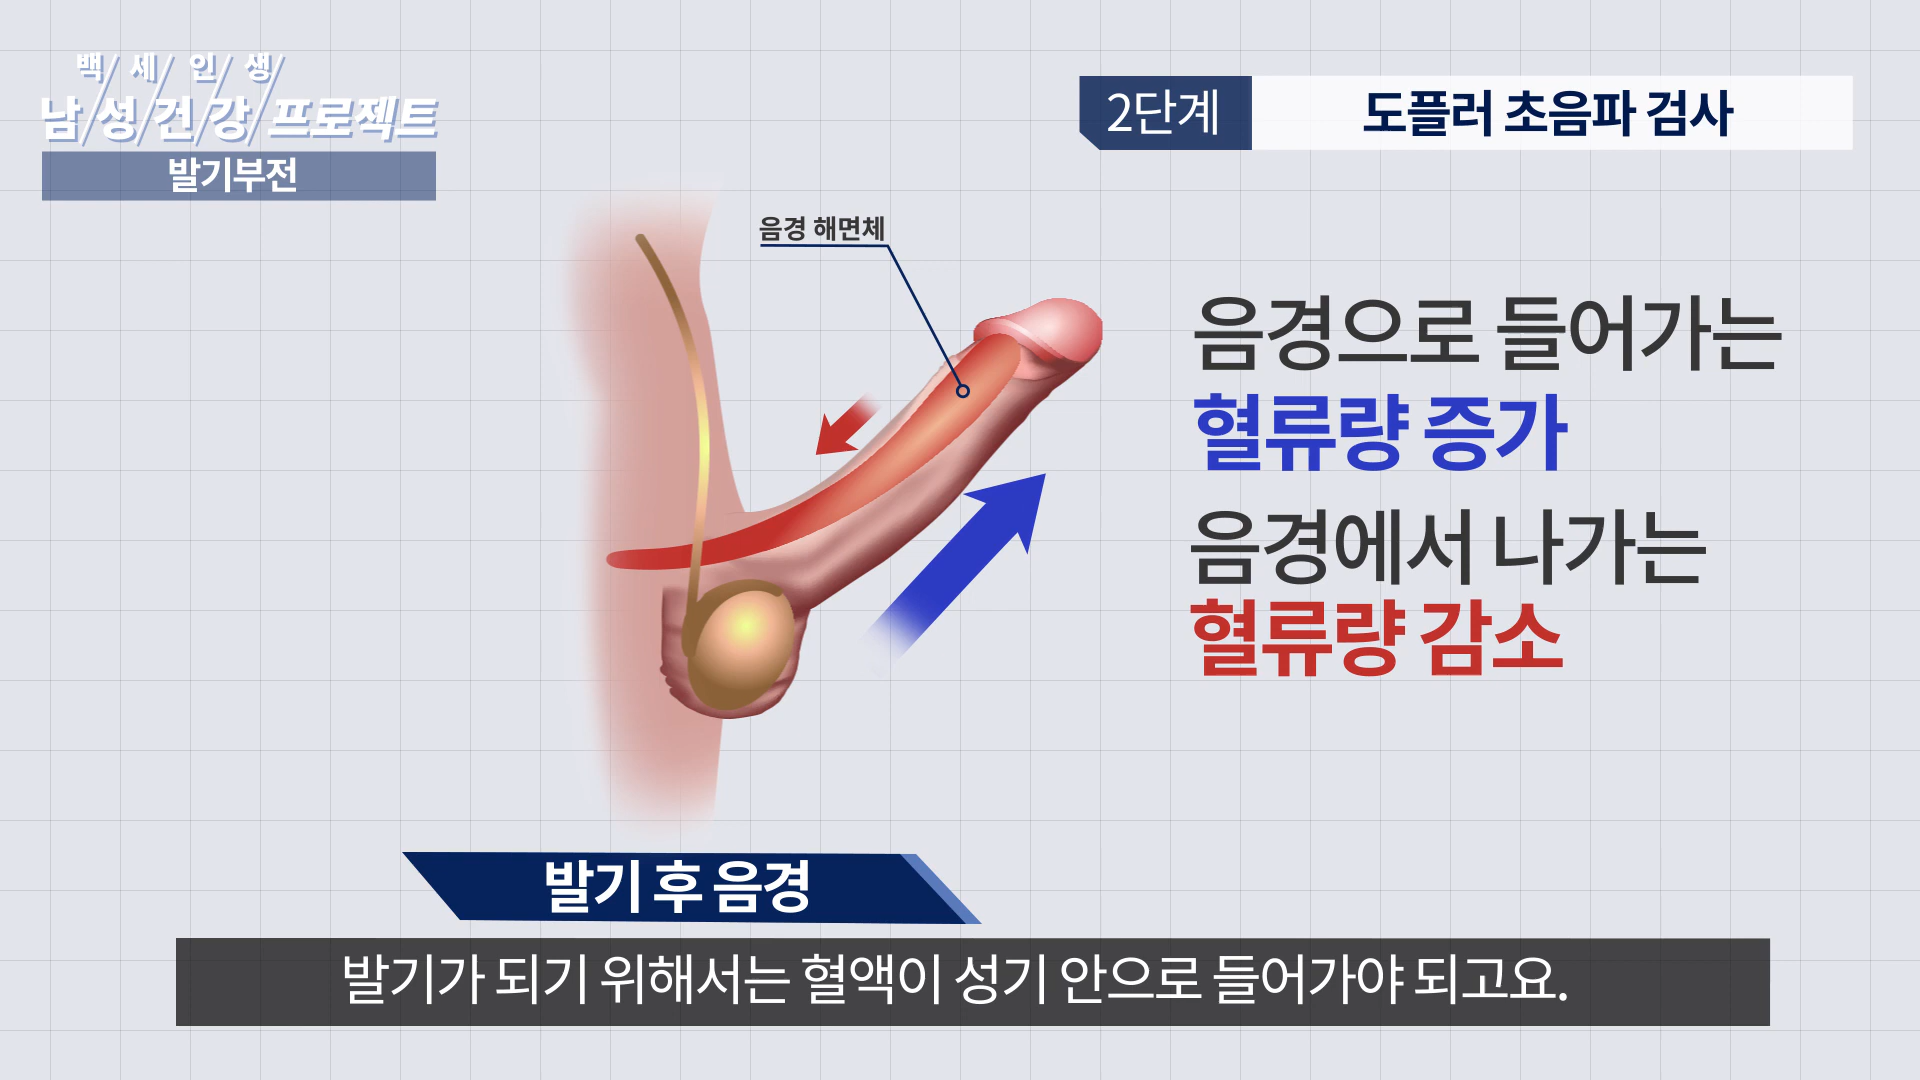 백 세 인 생
남성건강 프로젝트
발기부전
2단계
도플러 초음파 검사
음경 해면체
음경으로 들어가는
혈류량 증가
음경에서 나가는
혈류량 감소
발기 후 음경
발기가 되기 위해서는 혈액이 성기 안으로 들어가야 되고요.